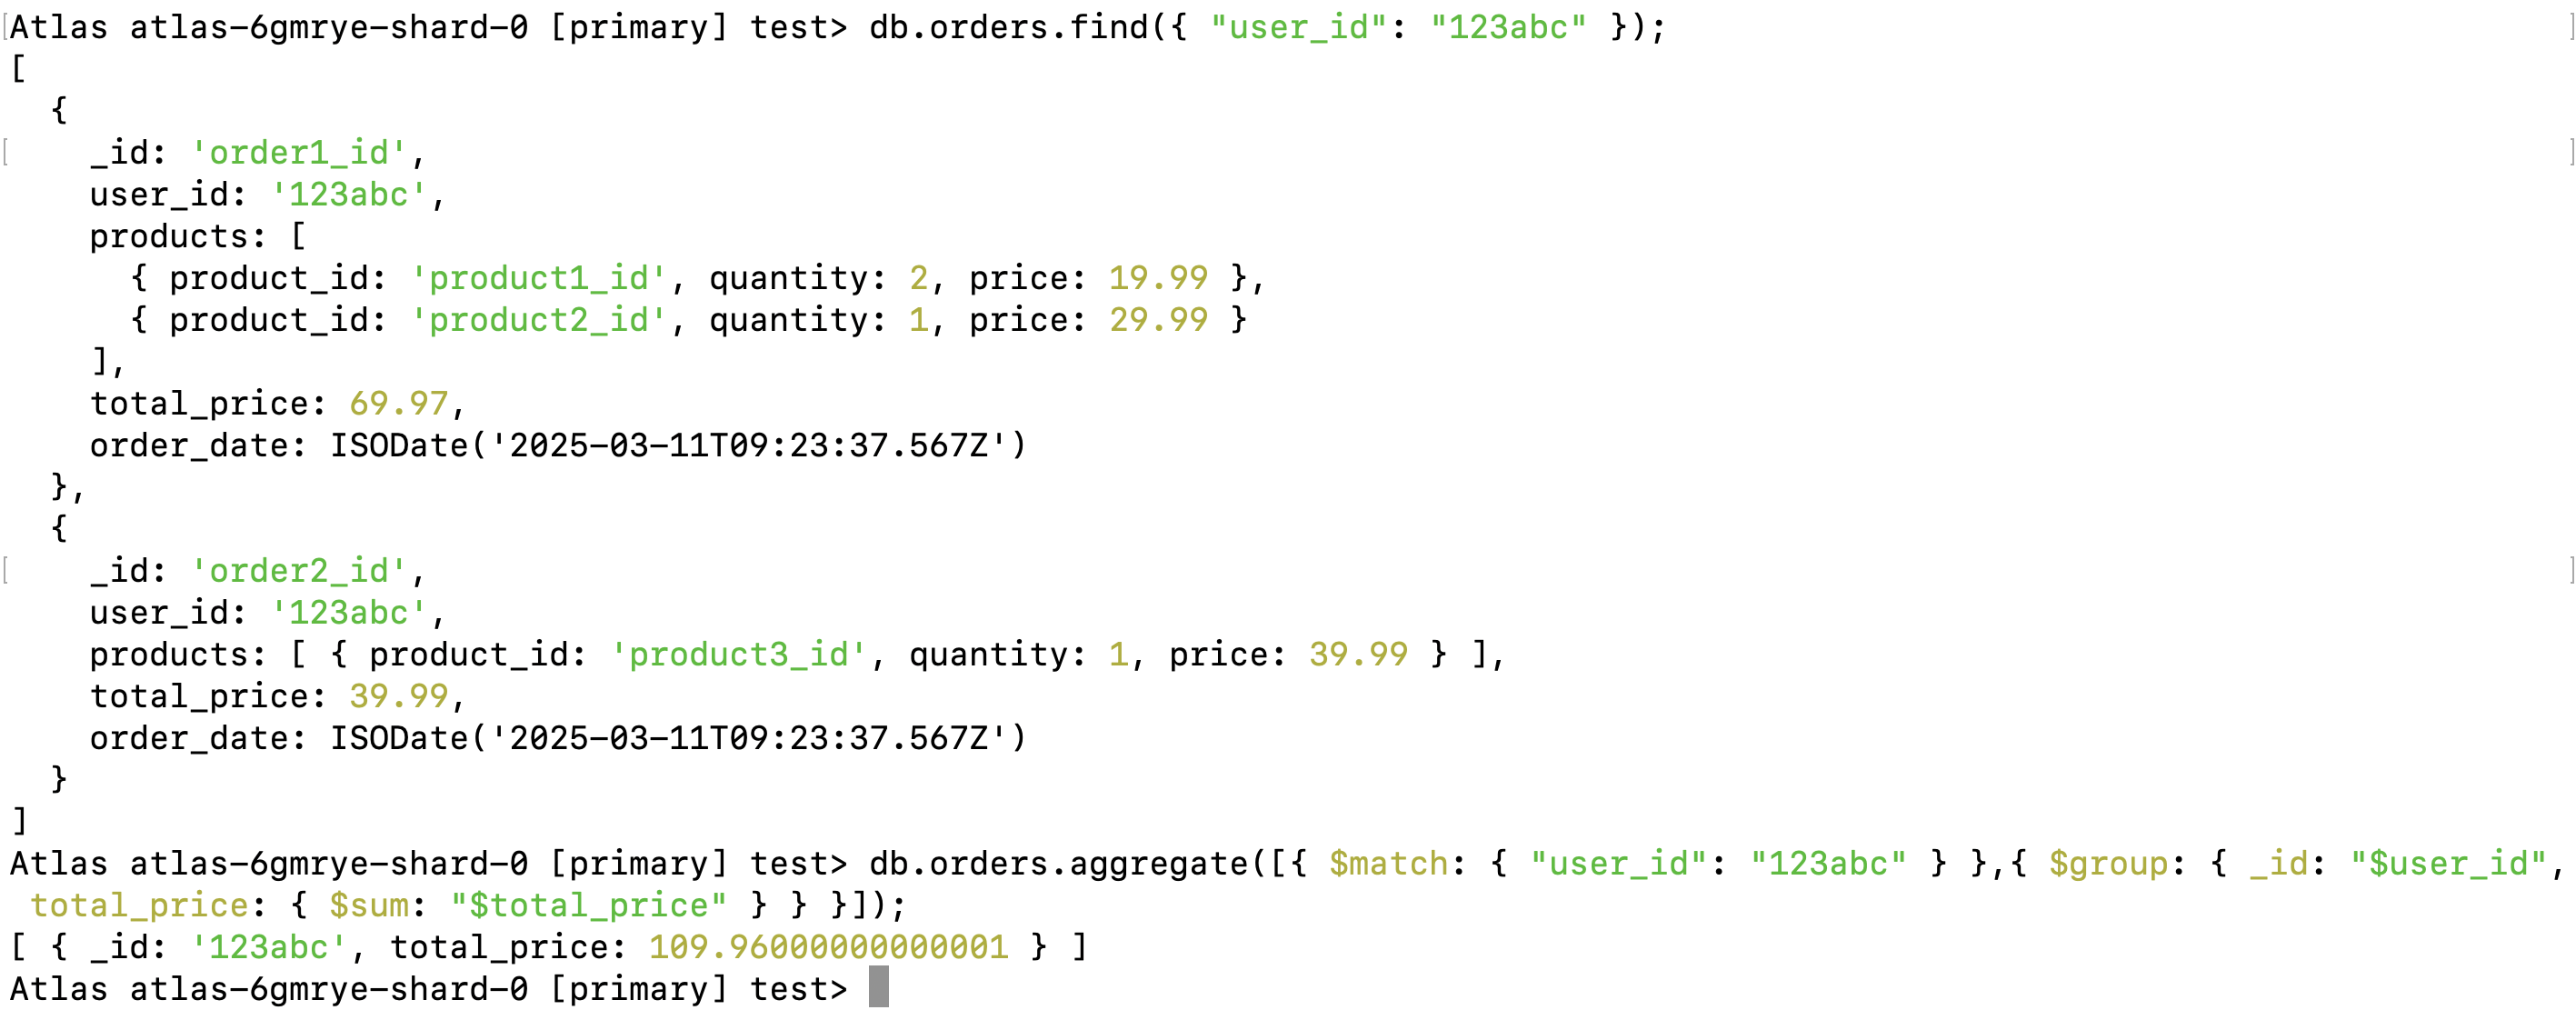 Atlas atlas-6gmrye-shard-0 [primary] test> db.orders.find({ "user_id": "123abc" });
[
  {
    _id: 'order1_id',
    user_id: '123abc',
    products: [
      { product_id: 'product1_id', quantity: 2, price: 19.99 },
      { product_id: 'product2_id', quantity: 1, price: 29.99 }
    ],
    total_price: 69.97,
    order_date: ISODate('2025-03-11T09:23:37.567Z')
  },
  {
    _id: 'order2_id',
    user_id: '123abc',
    products: [ { product_id: 'product3_id', quantity: 1, price: 39.99 } ],
    total_price: 39.99,
    order_date: ISODate('2025-03-11T09:23:37.567Z')
  }
]
Atlas atlas-6gmrye-shard-0 [primary] test> db.orders.aggregate([{ $match: { "user_id": "123abc" } },{ $group: { _id: "$user_id",
 total_price: { $sum: "$total_price" } } }]);
[ { _id: '123abc', total_price: 109.96000000000001 } ]
Atlas atlas-6gmrye-shard-0 [primary] test>